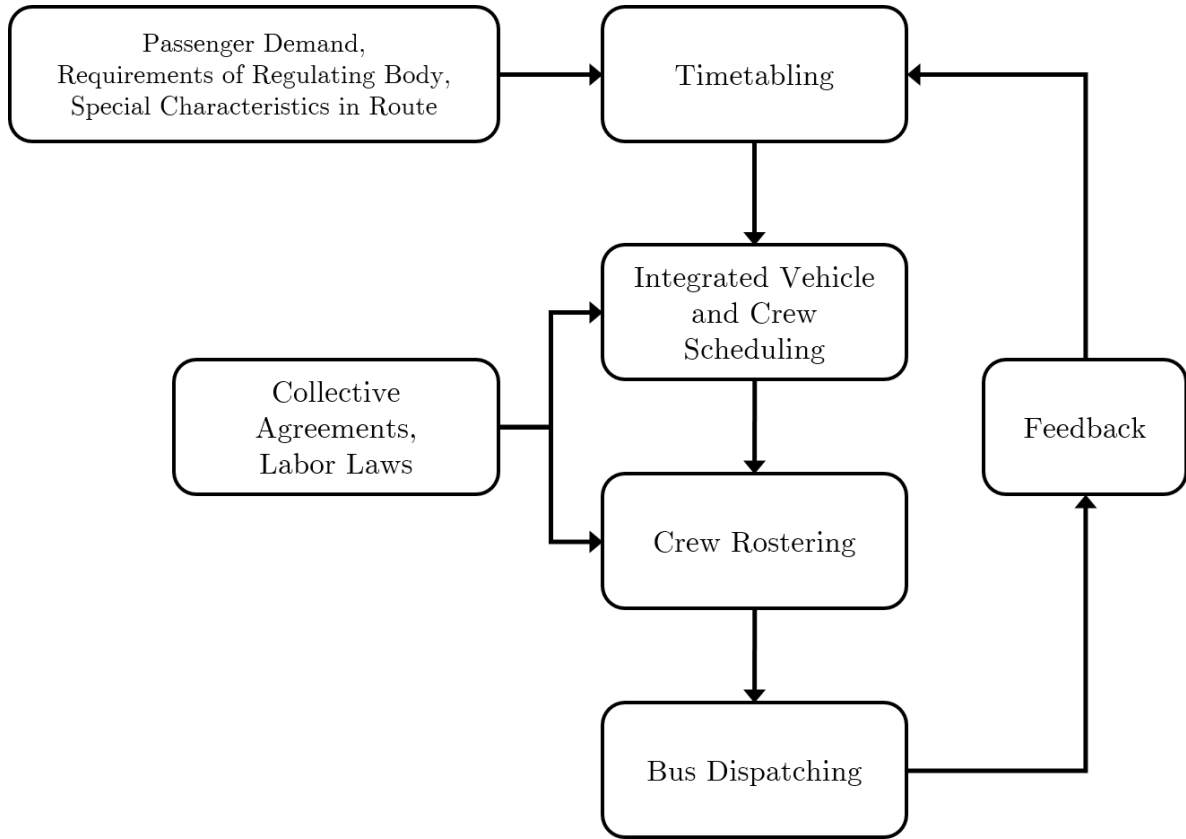 Passenger Demand,
Requirements of Regulating Body,
Special Characteristics in Route
Timetabling
Integrated Vehicle
and Crew
Scheduling
Collective
Agreements,
Labor Laws
Feedback
Crew Rostering
Bus Dispatching